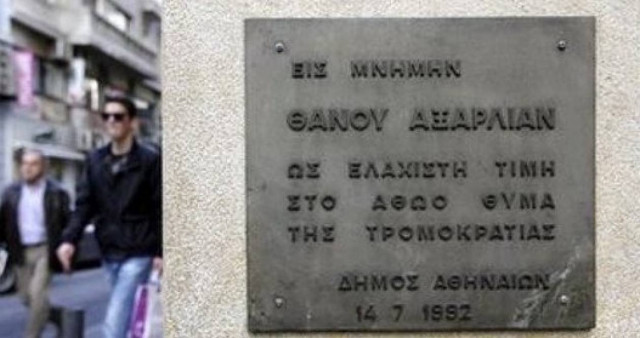 ΕΙΣ ΜΝΗΜΗΝ
ΘΑΝΟΥ ΑΞΑΡΛΙΑΝ
ΩΣ ΕΛΑΧΙΣΤΗ ΤΙΜΗ
ΣΤΟ ΑΘΩΟ ΘΥΜΑ
ΤΗΣ ΤΡΟΜΟΚΡΑΤΙΑΣ
ΔΗΜΟΣ ΑΘΗΝΑΙΩΝ
14 7 1992